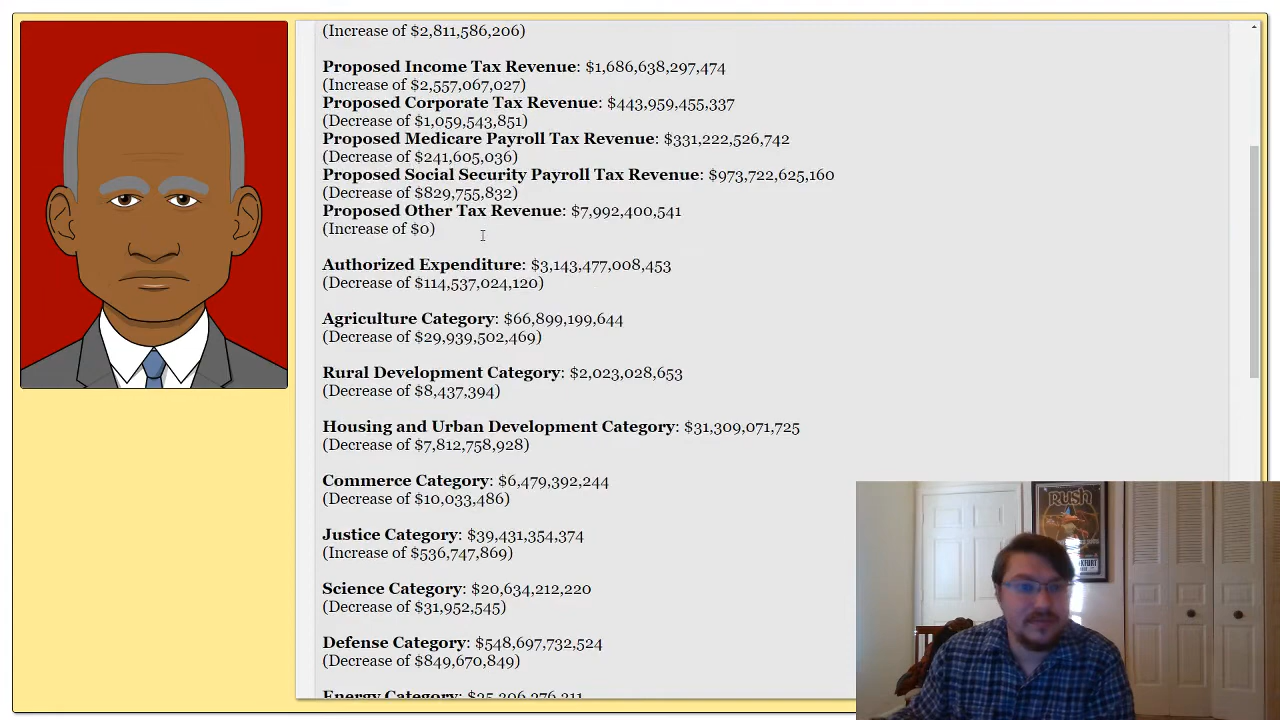 (Increase of $2,811,586,206)
Proposed Income Tax Revenue: $1,686,638,297,474
(Increase of $2,557,067,027)
Proposed Corporate Tax Revenue: $443,959,455,337
(Decrease of $1,059,543,851)
Proposed Medicare Payroll Tax Revenue: $331,222,526,742
(Decrease of $241,605,036)
Proposed Social Security Payroll Tax Revenue: $973,722,625,160
(Decrease of $829,755,832)
Proposed Other Tax Revenue: $7,992,400,541
(Increase of $0)
Authorized Expenditure: $3,143,477,008,453
(Decrease of $114,537,024,120)
Agriculture Category: $66,899,199,644
(Decrease of $29,939,502,469)
Rural Development Category: $2,023,028,653
(Decrease of $8,437,394)
Housing and Urban Development Category: $31,309,071,725
(Decrease of $7,812,758,928)
Commerce Category: $6,479,392,244
(Decrease of $10,033,486)
Justice Category: $39,431,354,374
(Increase of $536,747,869)
Science Category: $20,634,212,220
(Decrease of $31,952,545)
Defense Category: $548,697,732,524
(Decrease of $849,670,849)
Energy Category: $35,306,376,311
RUSH